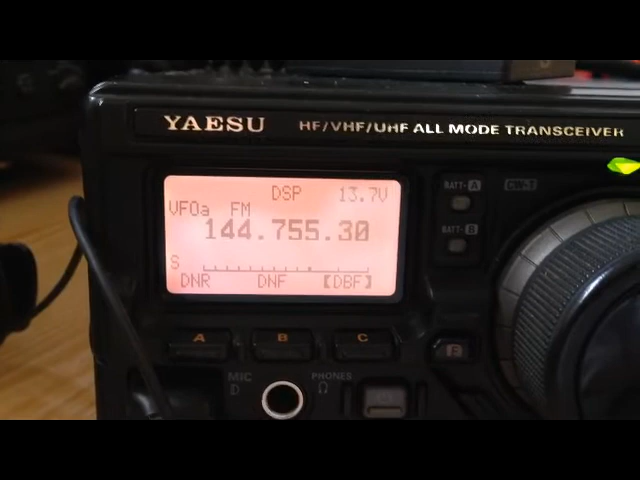 YAESU HF/VHF/UHF ALL MODE TRANSCEIVER
DSP 13.7V
VFOa FM
144.755.30
S
DNR DNF [DBF]
BATT-A CW-T
BATT-B
A B C F
MIC PHONES
Ω